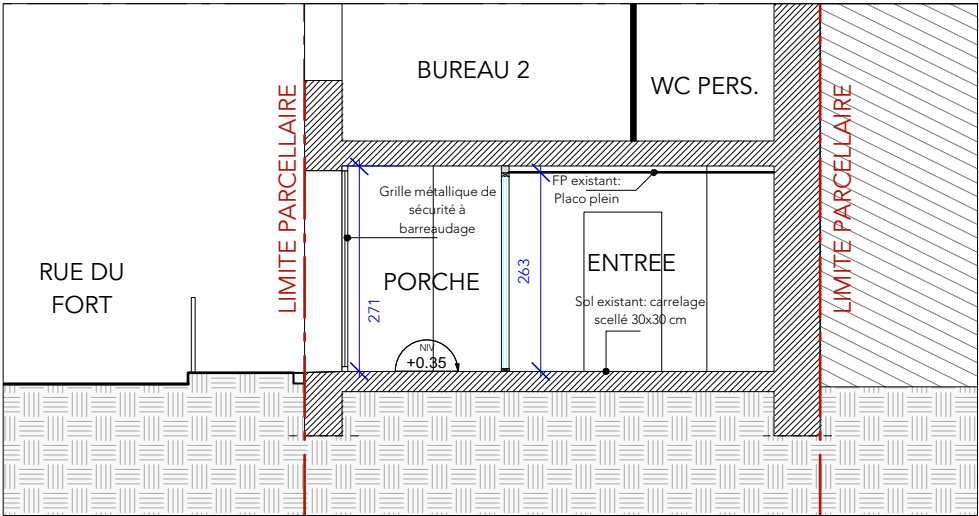 BUREAU 2
WC PERS.
LIMITE PARCELLAIRE
LIMITE PARCELLAIRE
Grille métallique de
sécurité à
barreaudage
FP existant:
Placo plein
RUE DU
FORT
PORCHE
ENTREE
271
263
Sol existant: carrelage
scellé 30x30 cm
NIV
+0.35